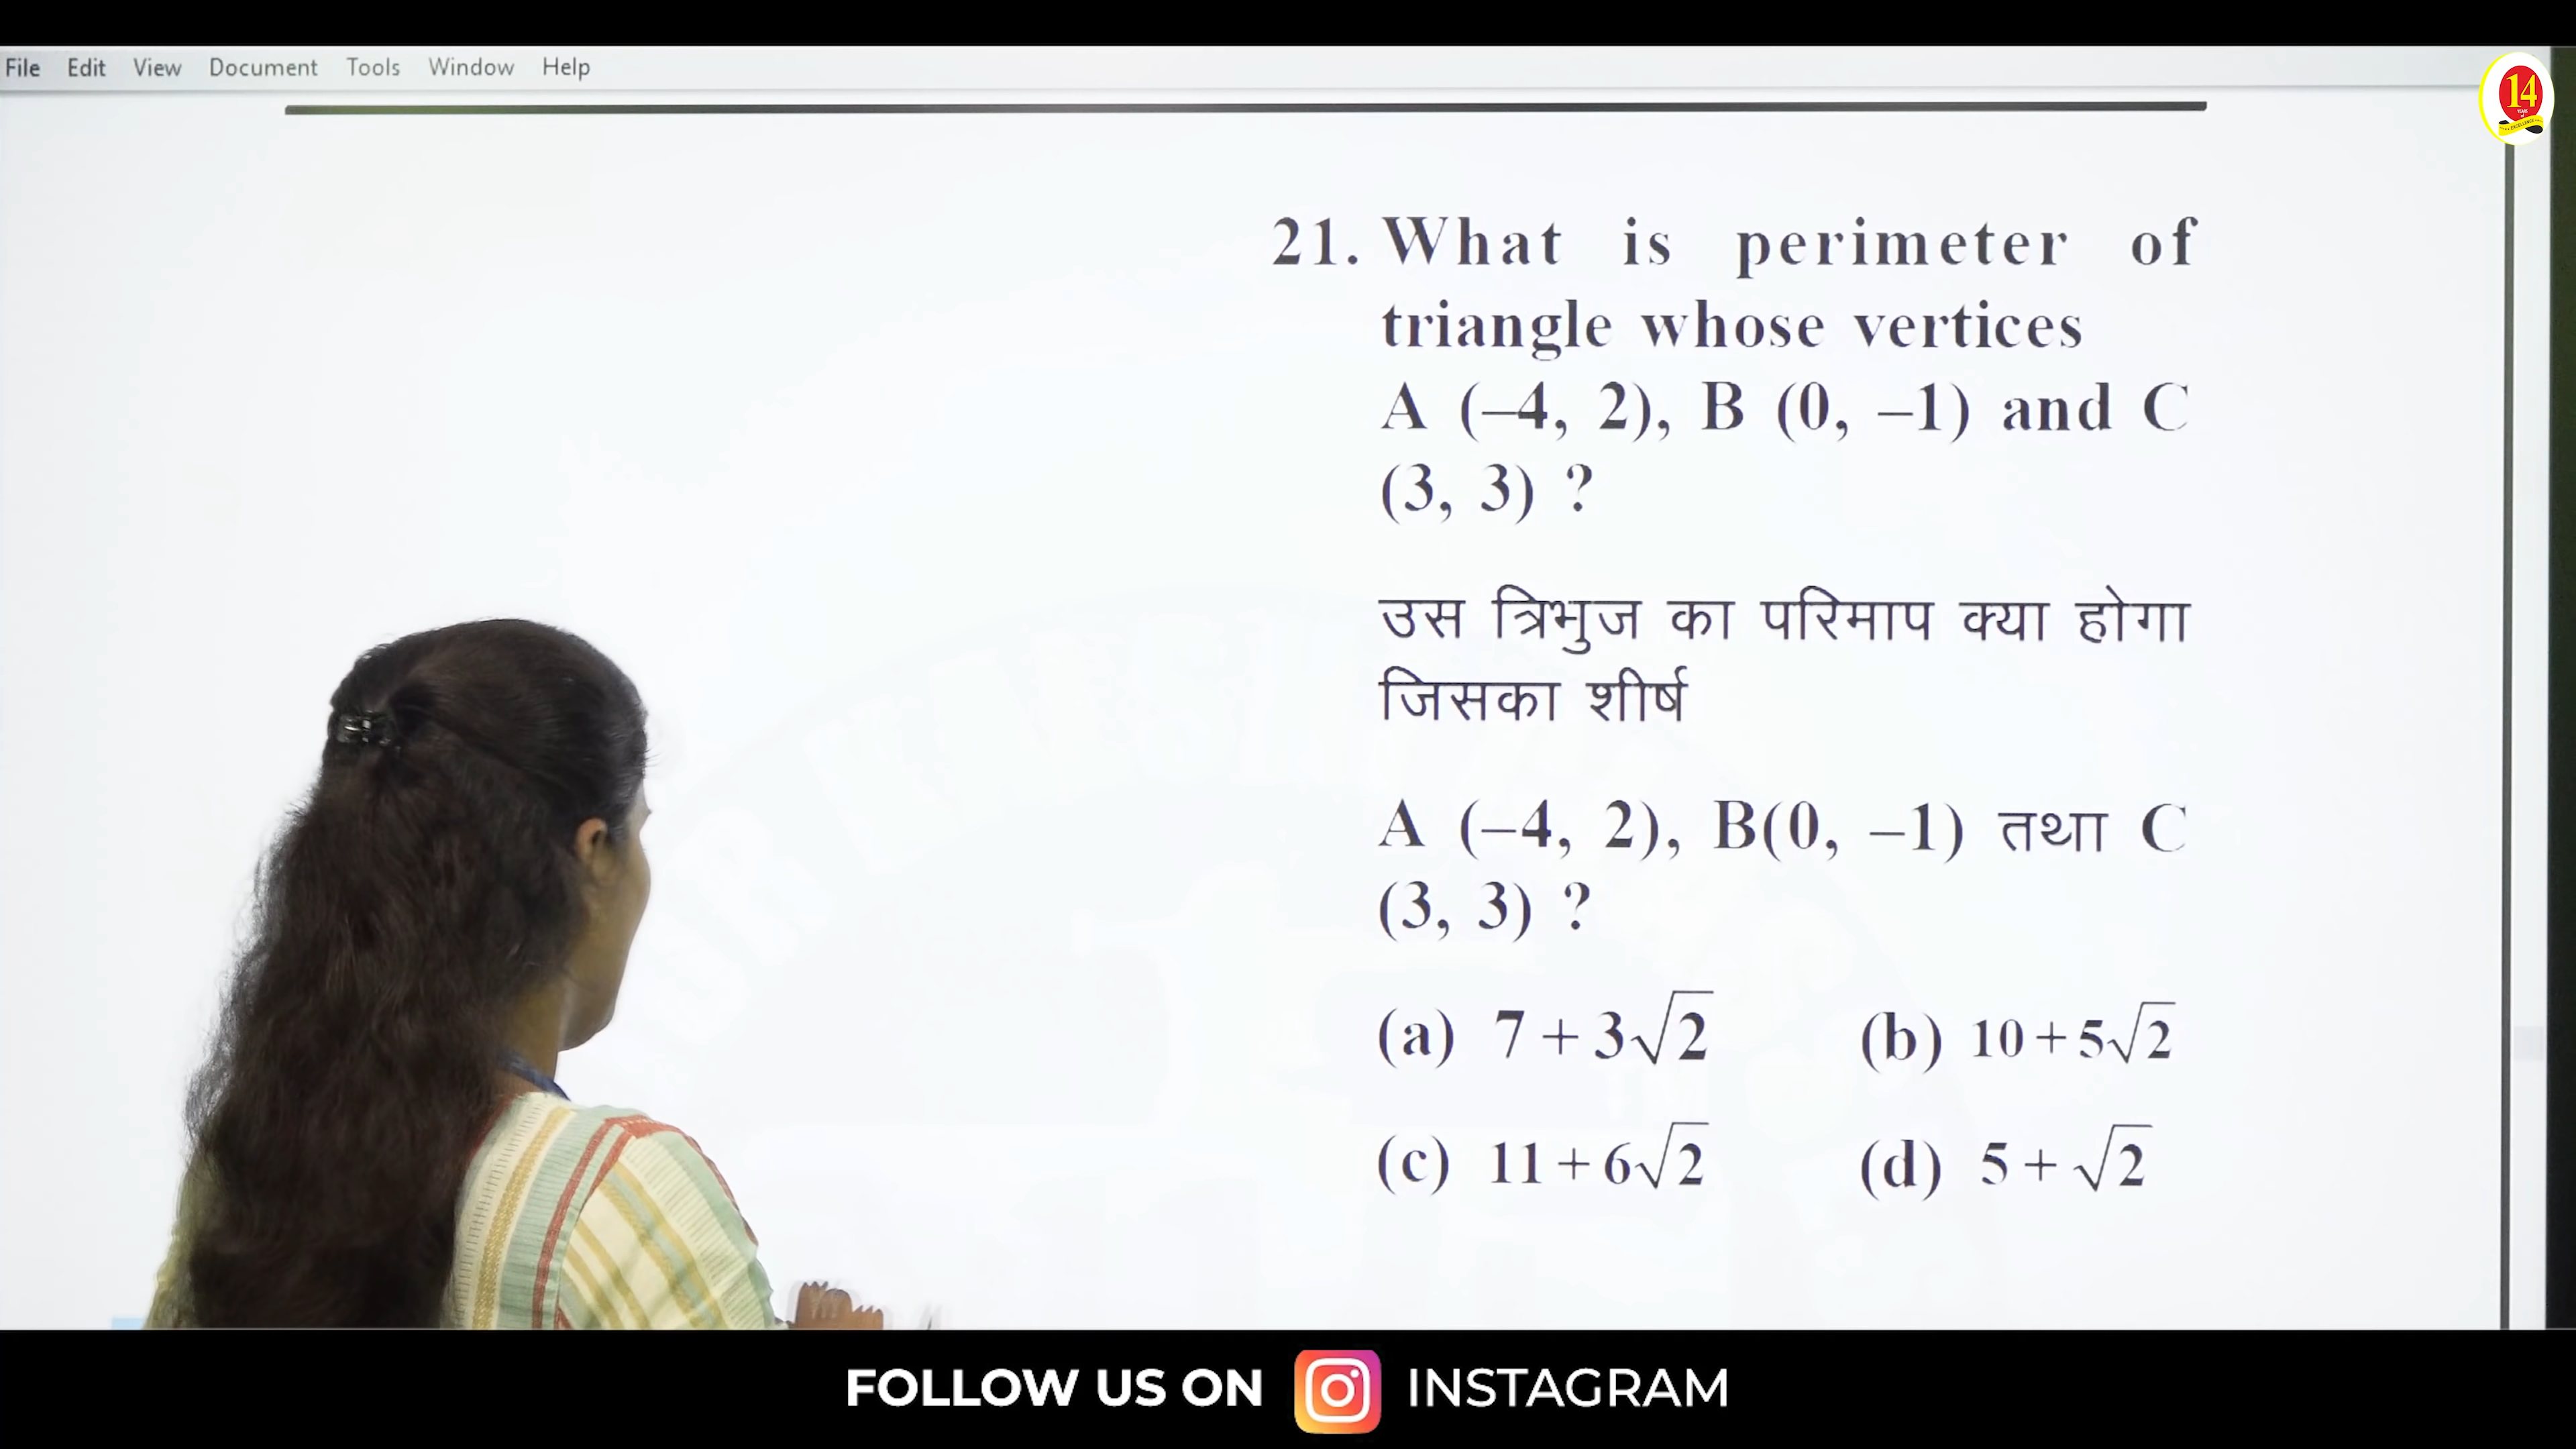 File Edit View Document Tools Window Help
14
21. What is perimeter of
triangle whose vertices
A (–4, 2), B (0, –1) and C
(3, 3) ?
उस त्रिभुज का परिमाप क्या होगा
जिसका शीर्ष
A (–4, 2), B(0, –1) तथा C
(3, 3) ?
(a) 7 + 3√2 (b) 10 + 5√2
(c) 11 + 6√2 (d) 5 + √2
FOLLOW US ON INSTAGRAM